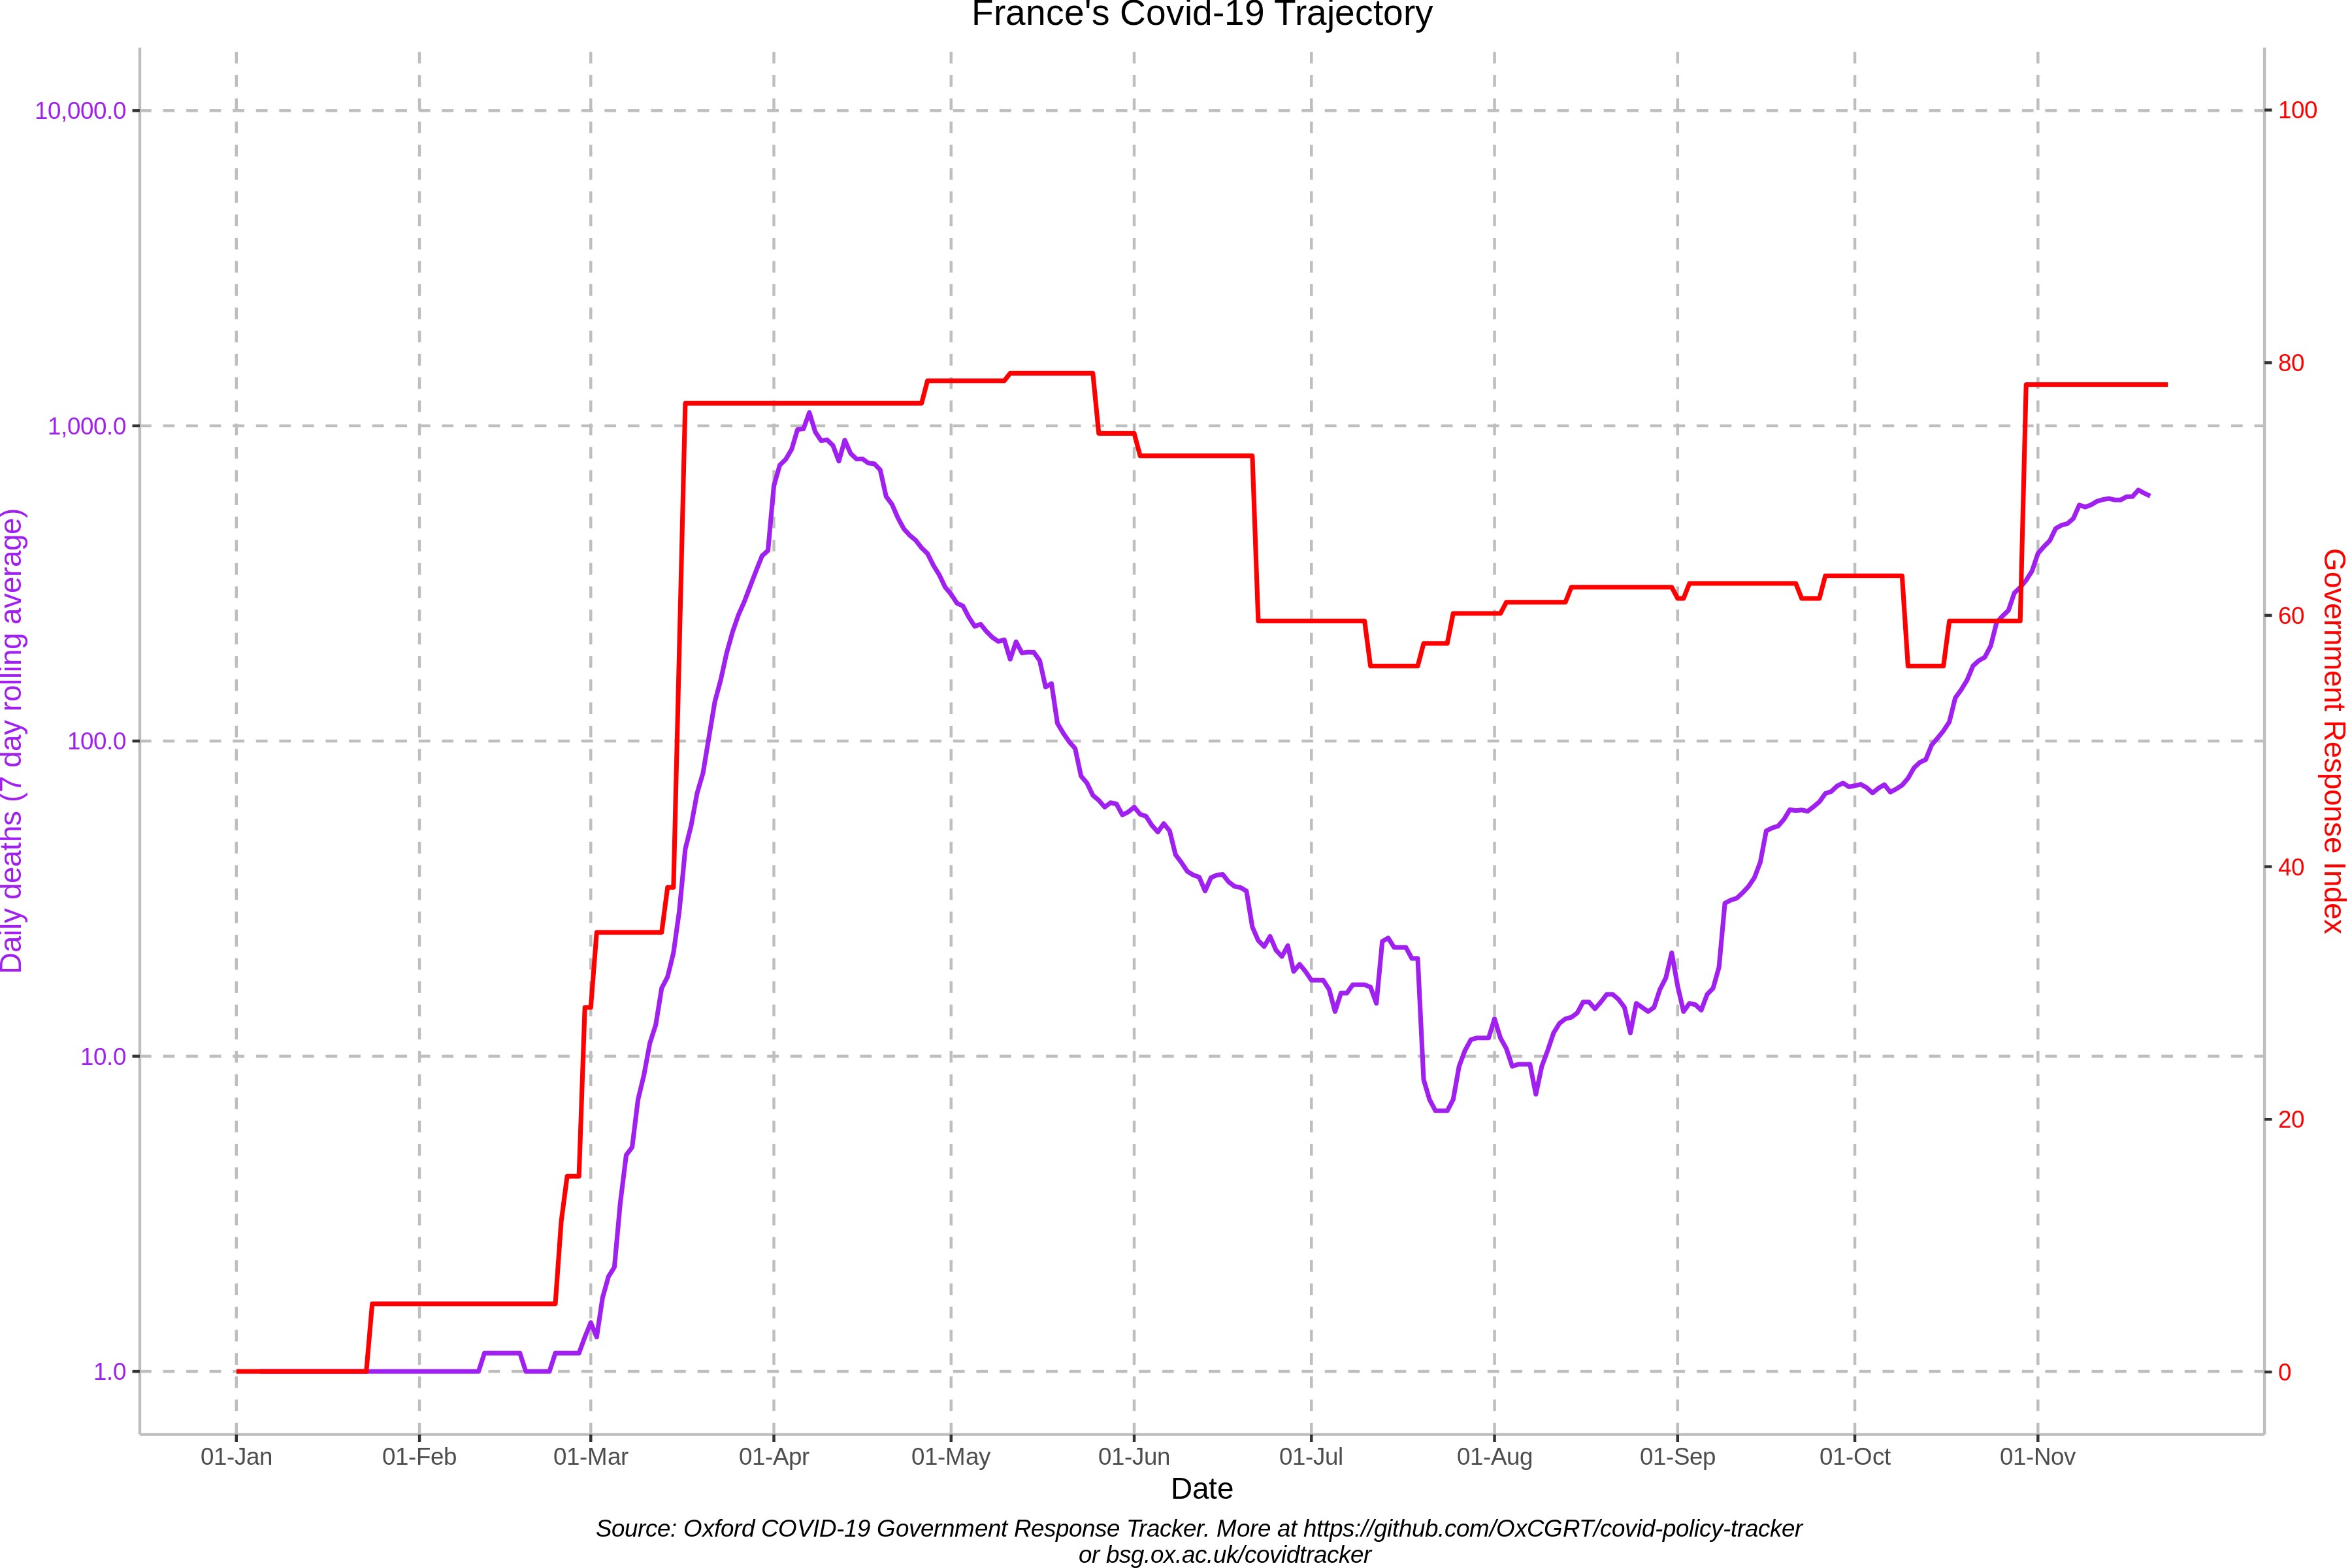 France's Covid-19 Trajectory
10,000.0
1,000.0
100.0
10.0
1.0
Daily deaths (7 day rolling average)
100
80
60
40
20
0
Government Response Index
01-Jan 01-Feb 01-Mar 01-Apr 01-May 01-Jun 01-Jul 01-Aug 01-Sep 01-Oct 01-Nov
Date
Source: Oxford COVID-19 Government Response Tracker. More at https://github.com/OxCGRT/covid-policy-tracker
or bsg.ox.ac.uk/covidtracker